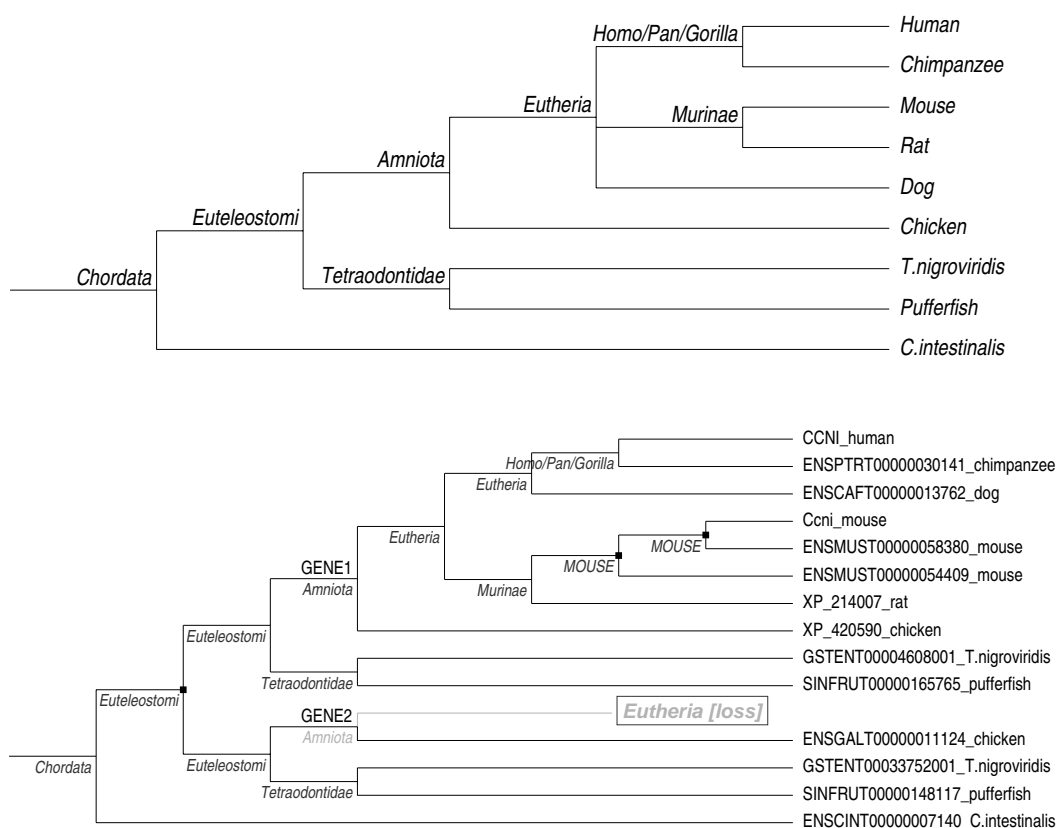 Homo/Pan/Gorilla
Human
Chimpanzee
Eutheria
Murinae
Mouse
Rat
Amniota
Dog
Euteleostomi
Chicken
Chordata
Tetraodontidae
T.nigroviridis
Pufferfish
C.intestinalis
CCNI_human
Homo/Pan/Gorilla
ENSPTRT00000030141_chimpanzee
Eutheria
ENSCAFT00000013762_dog
Ccni_mouse
Eutheria
MOUSE
ENSMUST00000058380_mouse
GENE1
MOUSE
ENSMUST00000054409_mouse
Amniota
Murinae
XP_214007_rat
Euteleostomi
XP_420590_chicken
GSTENT00004608001_T.nigroviridis
Tetraodontidae
SINFRUT00000165765_pufferfish
Euteleostomi
GENE2
Eutheria [loss]
Amniota
ENSGALT00000011124_chicken
Chordata
Euteleostomi
GSTENT00033752001_T.nigroviridis
Tetraodontidae
SINFRUT00000148117_pufferfish
ENSCINT00000007140_C.intestinalis